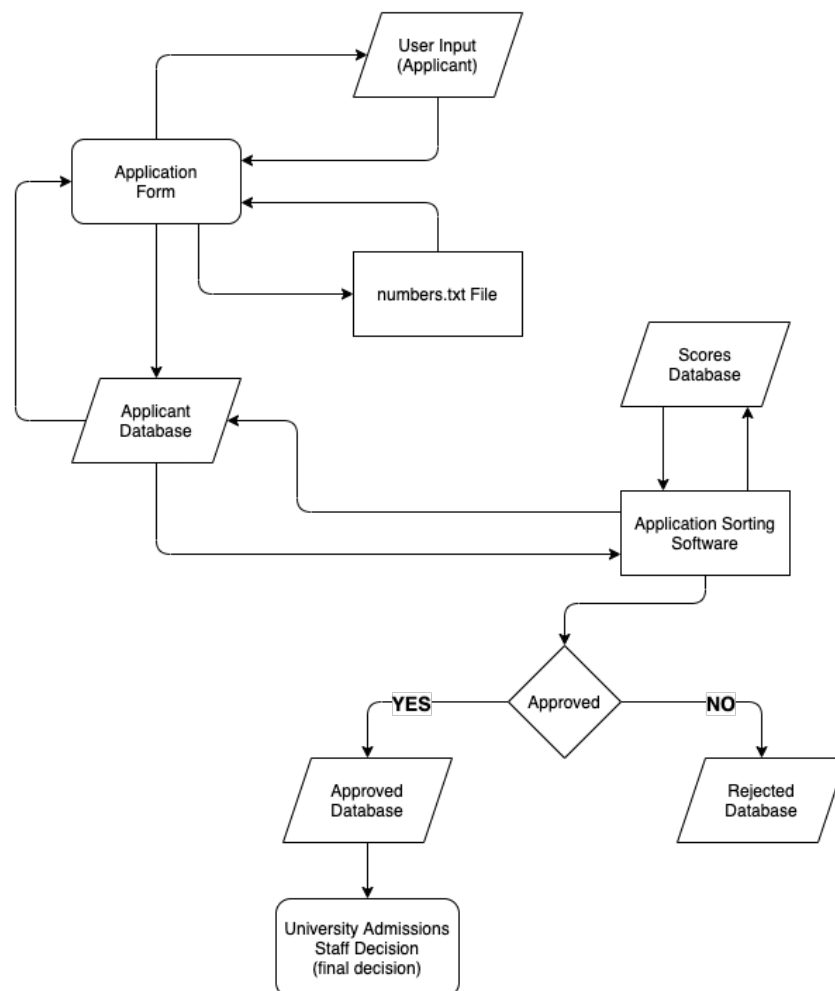 User Input
(Applicant)
Application
Form
numbers.txt File
Scores
Database
Applicant
Database
Application Sorting
Software
Approved
YES
NO
Approved
Database
Rejected
Database
University Admissions
Staff Decision
(final decision)